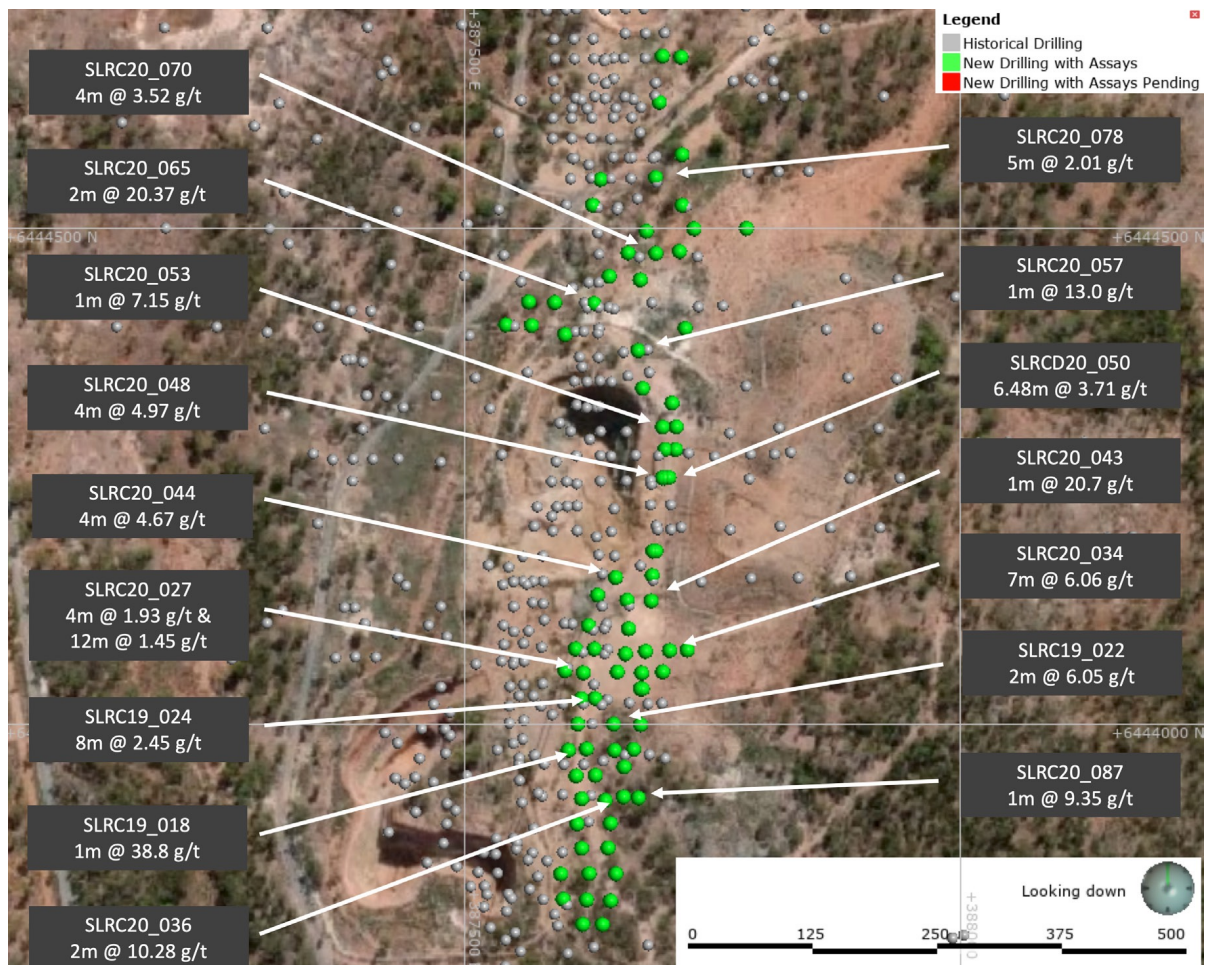 +387500 E
Legend
Historical Drilling
New Drilling with Assays
New Drilling with Assays Pending
SLRC20_070
4m @ 3.52 g/t
SLRC20_065
2m @ 20.37 g/t
SLRC20_053
1m @ 7.15 g/t
SLRC20_048
4m @ 4.97 g/t
SLRC20_044
4m @ 4.67 g/t
SLRC20_027
4m @ 1.93 g/t &
12m @ 1.45 g/t
SLRC19_024
8m @ 2.45 g/t
SLRC19_018
1m @ 38.8 g/t
SLRC20_036
2m @ 10.28 g/t
SLRC20_078
5m @ 2.01 g/t
SLRC20_057
1m @ 13.0 g/t
SLRCD20_050
6.48m @ 3.71 g/t
SLRC20_043
1m @ 20.7 g/t
SLRC20_034
7m @ 6.06 g/t
SLRC19_022
2m @ 6.05 g/t
SLRC20_087
1m @ 9.35 g/t
+6444500 N
+6444500 N
+6444000 N
Looking down
0
125
250
375
500